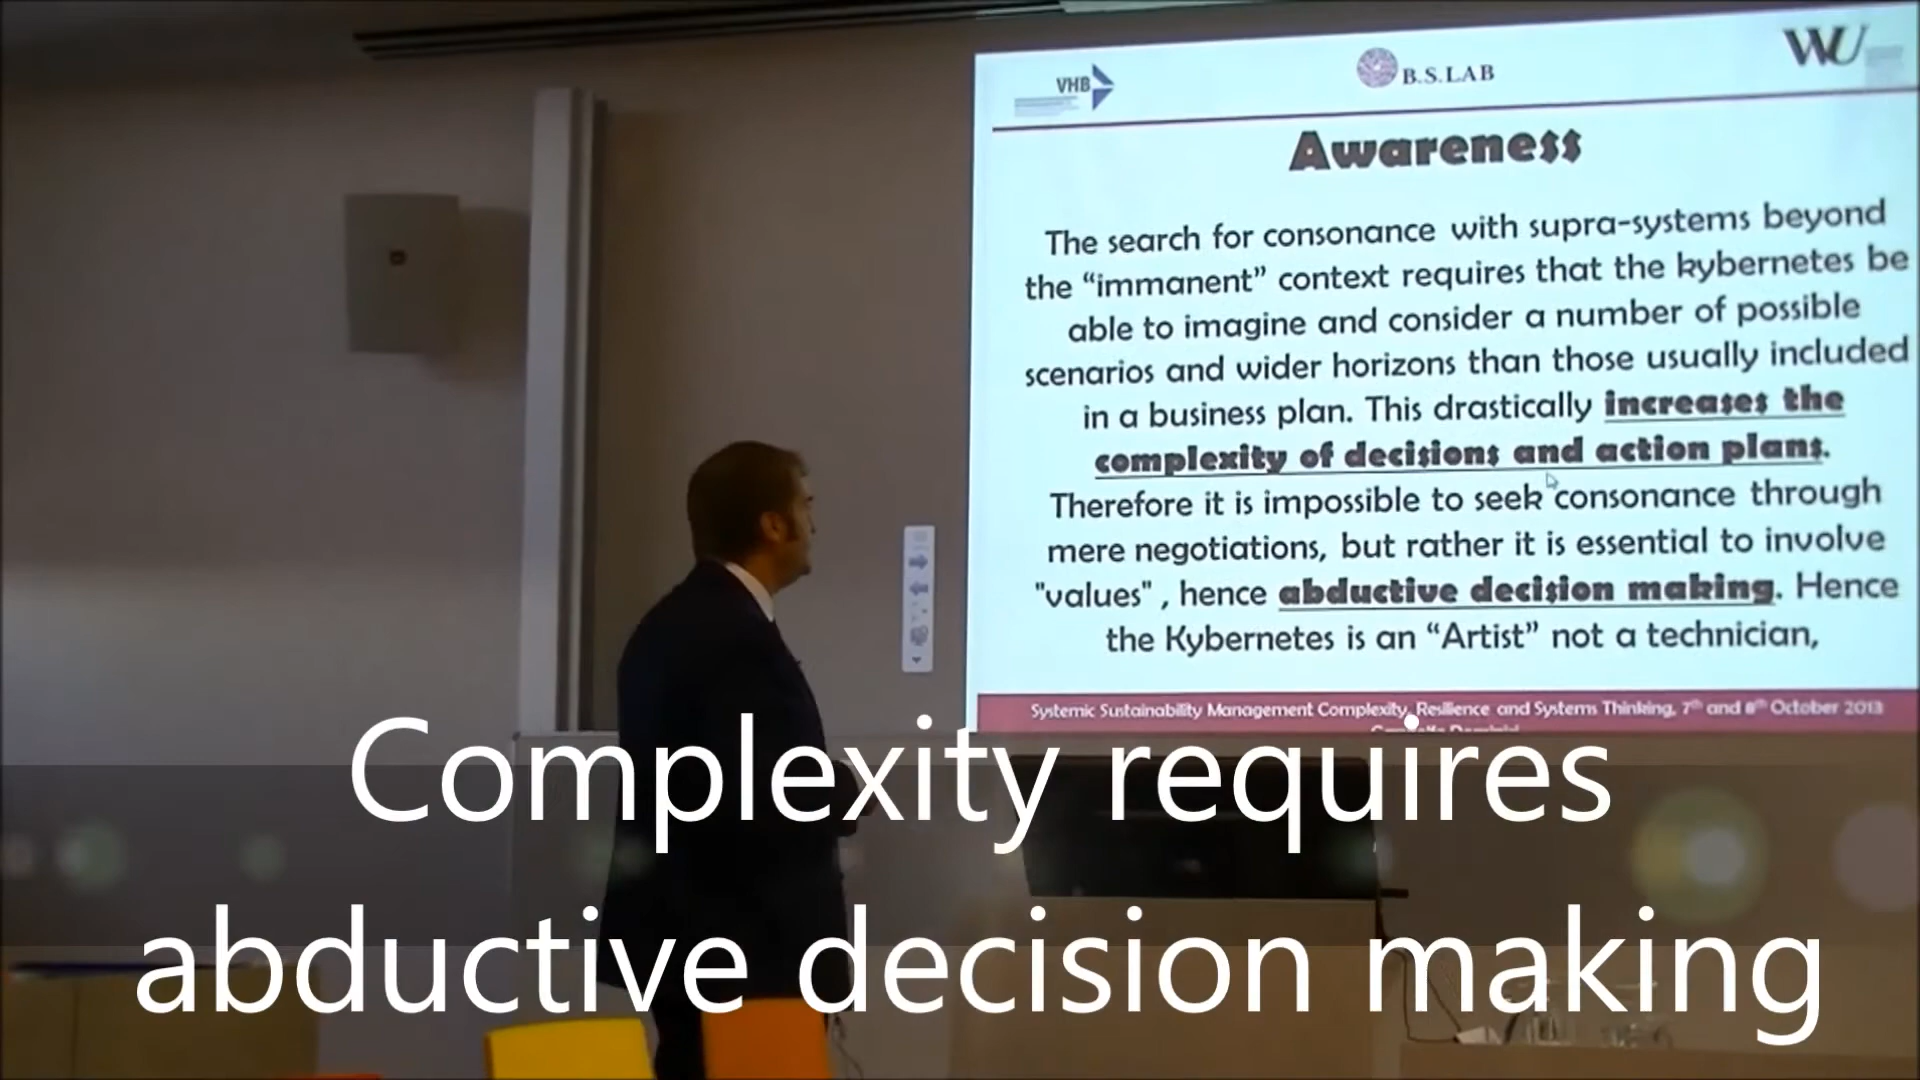 VHB
B.S.LAB
WU
Awareness
The search for consonance with supra-systems beyond
the “immanent” context requires that the kybernetes be
able to imagine and consider a number of possible
scenarios and wider horizons than those usually included
in a business plan. This drastically increases the
complexity of decisions and action plans.
Therefore it is impossible to seek consonance through
mere negotiations, but rather it is essential to involve
"values" , hence abductive decision making. Hence
the Kybernetes is an “Artist” not a technician,
Systemic Sustainability Management Complexity, Resilience and Systems Thinking, 7th and 8th October 2013
Complexity requires
abductive decision making